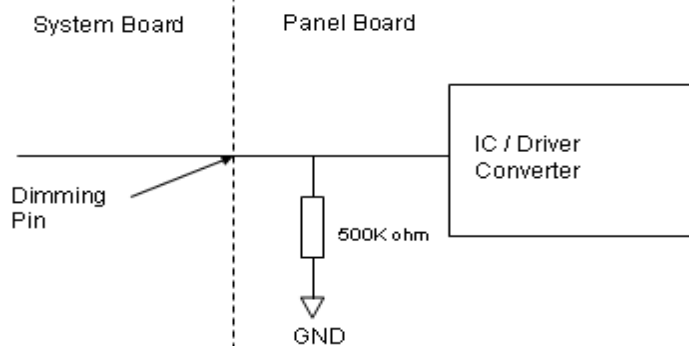 System Board
Panel Board
IC / Driver
Converter
Dimming
Pin
500K ohm
GND